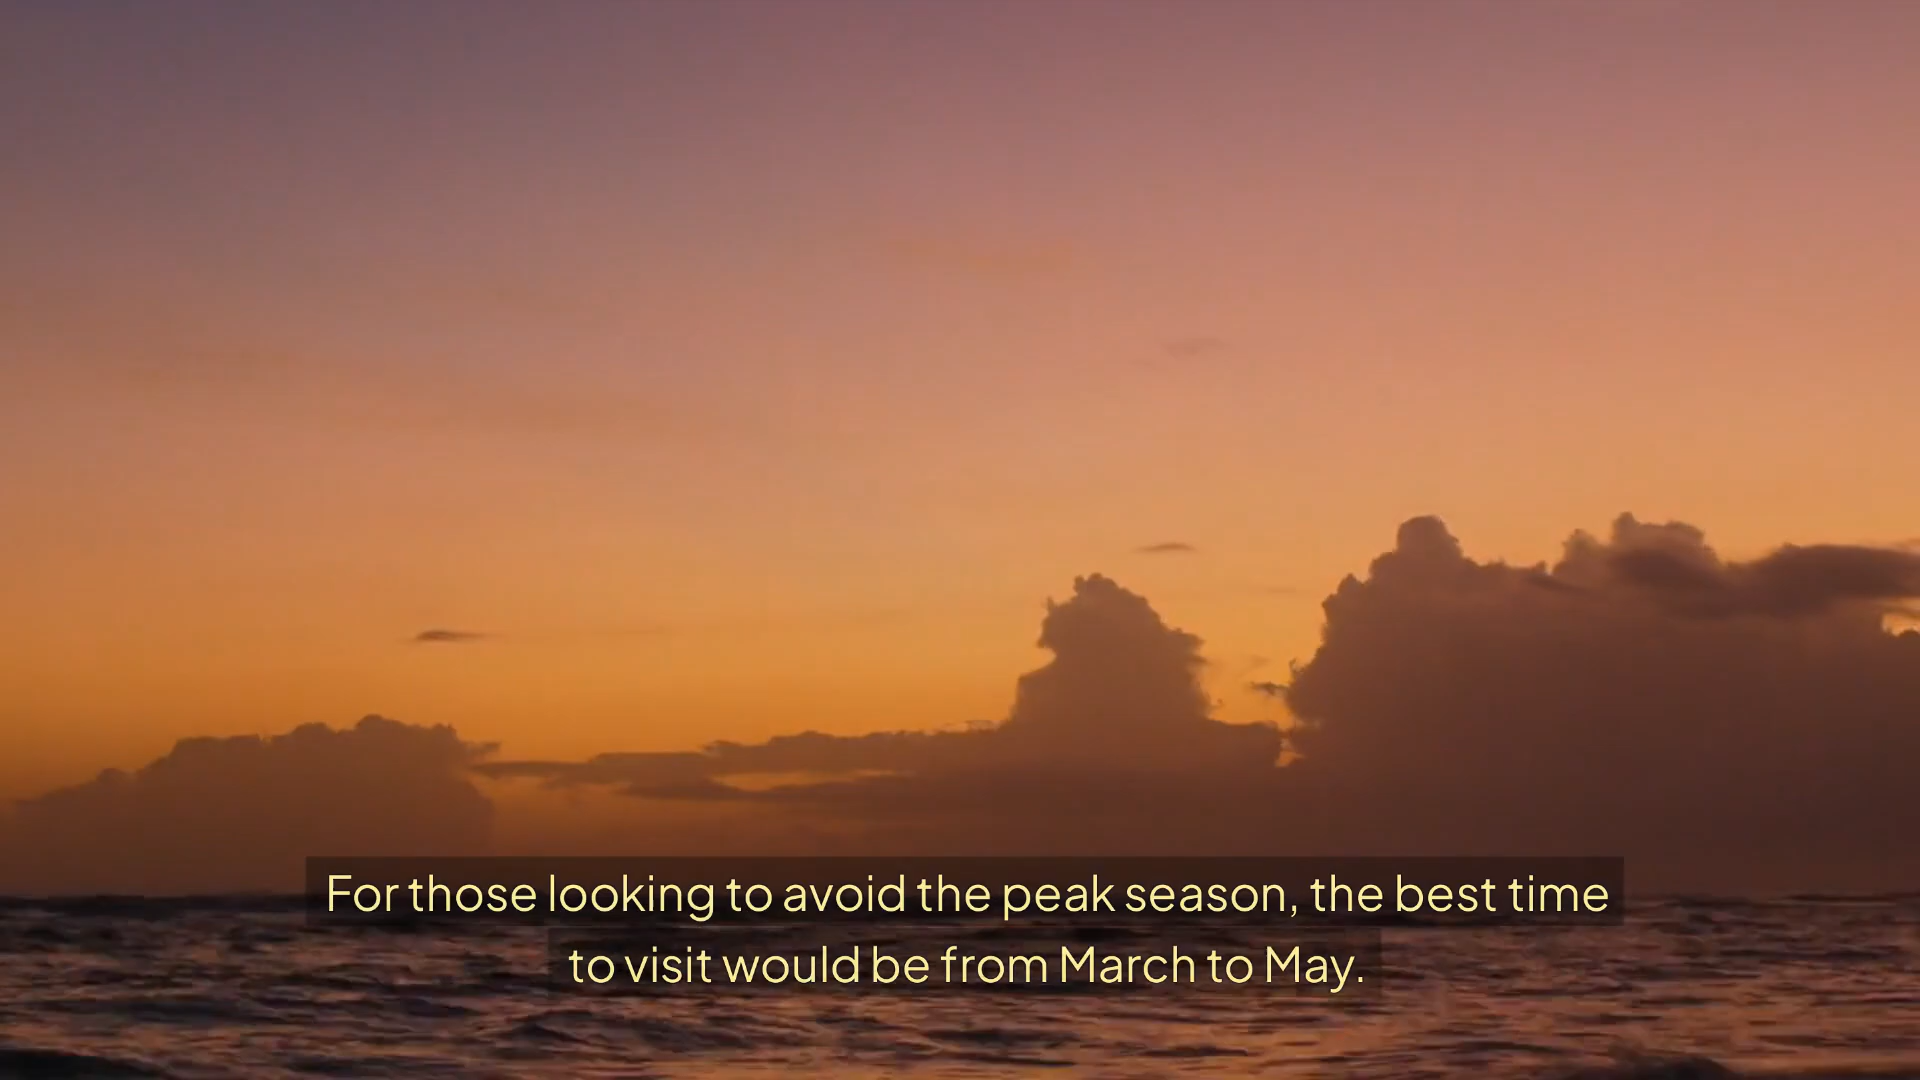 For those looking to avoid the peak season, the best time
to visit would be from March to May.